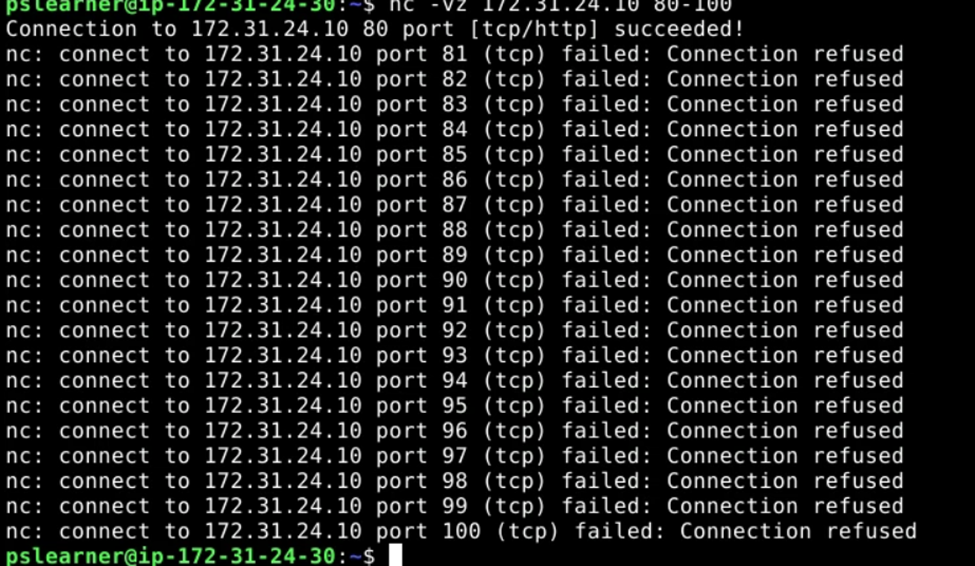 pslearner@ip-172-31-24-30:~$ nc -vz 172.31.24.10 80-100
Connection to 172.31.24.10 80 port [tcp/http] succeeded!
nc: connect to 172.31.24.10 port 81 (tcp) failed: Connection refused
nc: connect to 172.31.24.10 port 82 (tcp) failed: Connection refused
nc: connect to 172.31.24.10 port 83 (tcp) failed: Connection refused
nc: connect to 172.31.24.10 port 84 (tcp) failed: Connection refused
nc: connect to 172.31.24.10 port 85 (tcp) failed: Connection refused
nc: connect to 172.31.24.10 port 86 (tcp) failed: Connection refused
nc: connect to 172.31.24.10 port 87 (tcp) failed: Connection refused
nc: connect to 172.31.24.10 port 88 (tcp) failed: Connection refused
nc: connect to 172.31.24.10 port 89 (tcp) failed: Connection refused
nc: connect to 172.31.24.10 port 90 (tcp) failed: Connection refused
nc: connect to 172.31.24.10 port 91 (tcp) failed: Connection refused
nc: connect to 172.31.24.10 port 92 (tcp) failed: Connection refused
nc: connect to 172.31.24.10 port 93 (tcp) failed: Connection refused
nc: connect to 172.31.24.10 port 94 (tcp) failed: Connection refused
nc: connect to 172.31.24.10 port 95 (tcp) failed: Connection refused
nc: connect to 172.31.24.10 port 96 (tcp) failed: Connection refused
nc: connect to 172.31.24.10 port 97 (tcp) failed: Connection refused
nc: connect to 172.31.24.10 port 98 (tcp) failed: Connection refused
nc: connect to 172.31.24.10 port 99 (tcp) failed: Connection refused
nc: connect to 172.31.24.10 port 100 (tcp) failed: Connection refused
pslearner@ip-172-31-24-30:~$